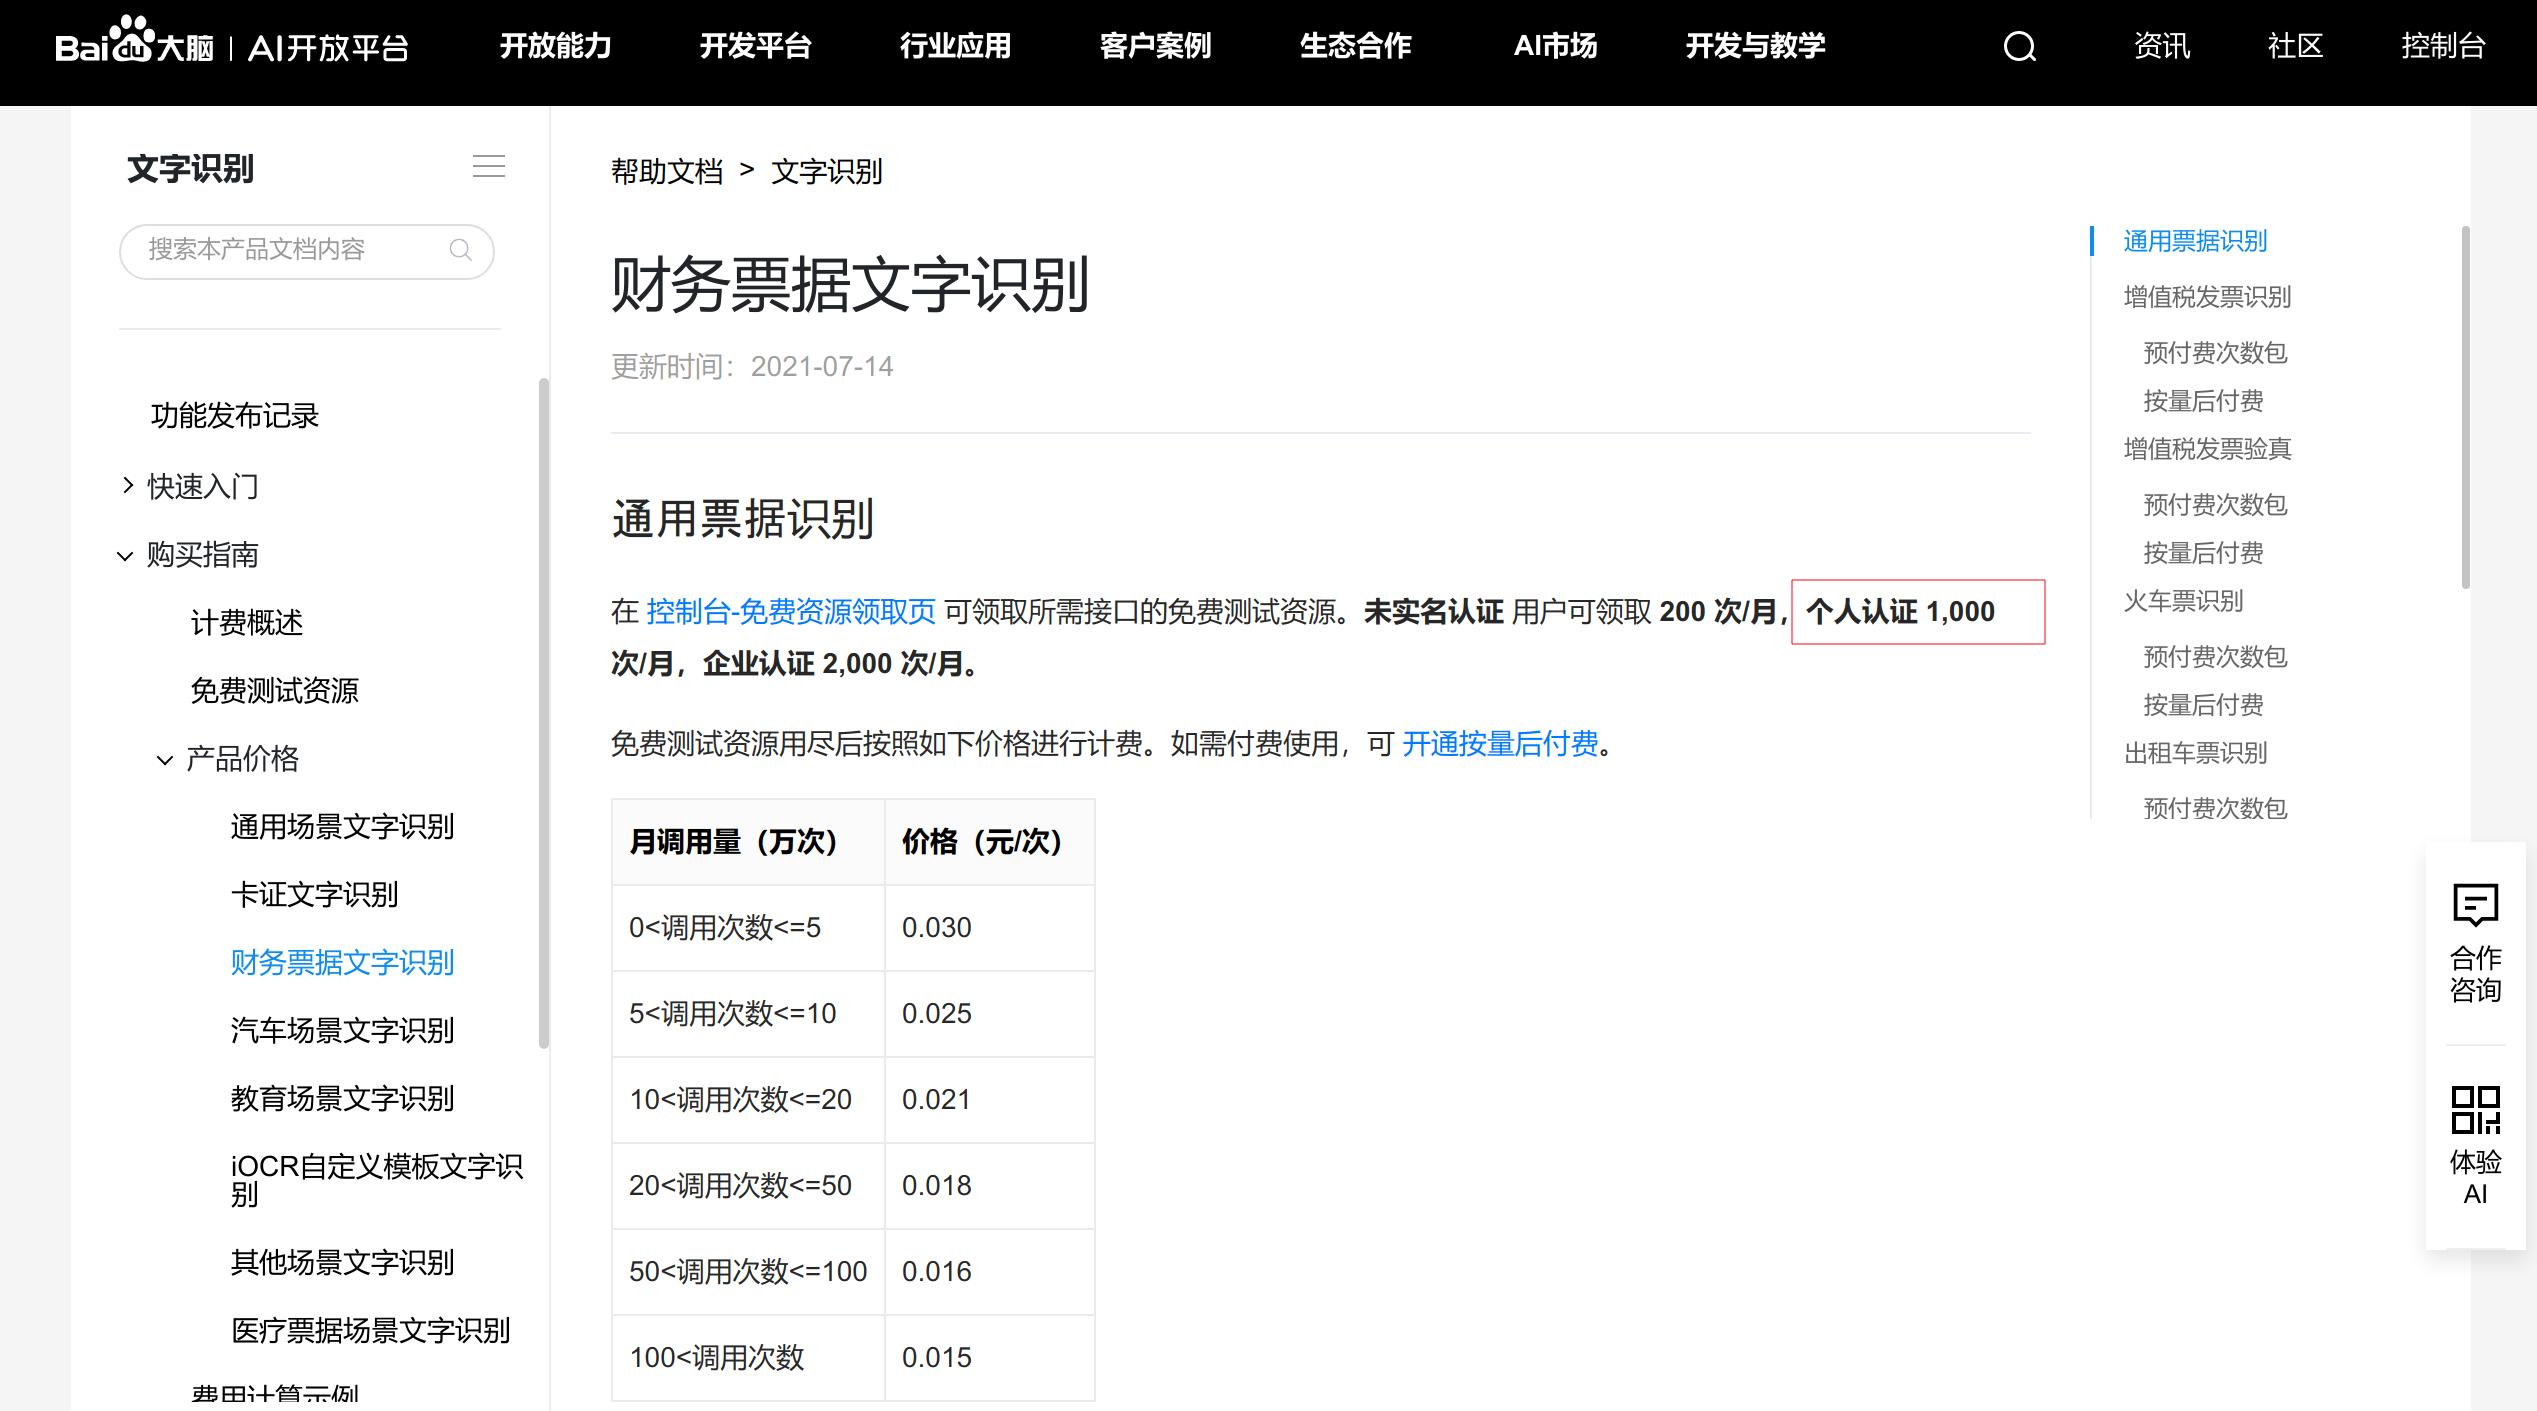 Baidu大脑 | AI开放平台 开放能力 开发平台 行业应用 客户案例 生态合作 AI市场 开发与教学 资讯 社区 控制台
文字识别
搜索本产品文档内容
功能发布记录
快速入门
购买指南
计费概述
免费测试资源
产品价格
通用场景文字识别
卡证文字识别
财务票据文字识别
汽车场景文字识别
教育场景文字识别
iOCR自定义模板文字识
别
其他场景文字识别
医疗票据场景文字识别
费用计算示例
帮助文档 > 文字识别
财务票据文字识别
更新时间：2021-07-14
通用票据识别
在 控制台-免费资源领取页 可领取所需接口的免费测试资源。未实名认证 用户可领取 200 次/月，个人认证 1,000
次/月，企业认证 2,000 次/月。
免费测试资源用尽后按照如下价格进行计费。如需付费使用，可 开通按量后付费。
月调用量（万次） 价格（元/次）
0<调用次数<=5 0.030
5<调用次数<=10 0.025
10<调用次数<=20 0.021
20<调用次数<=50 0.018
50<调用次数<=100 0.016
100<调用次数 0.015
通用票据识别
增值税发票识别
预付费次数包
按量后付费
增值税发票验真
预付费次数包
按量后付费
火车票识别
预付费次数包
按量后付费
出租车票识别
预付费次数包
合作
咨询
体验
AI